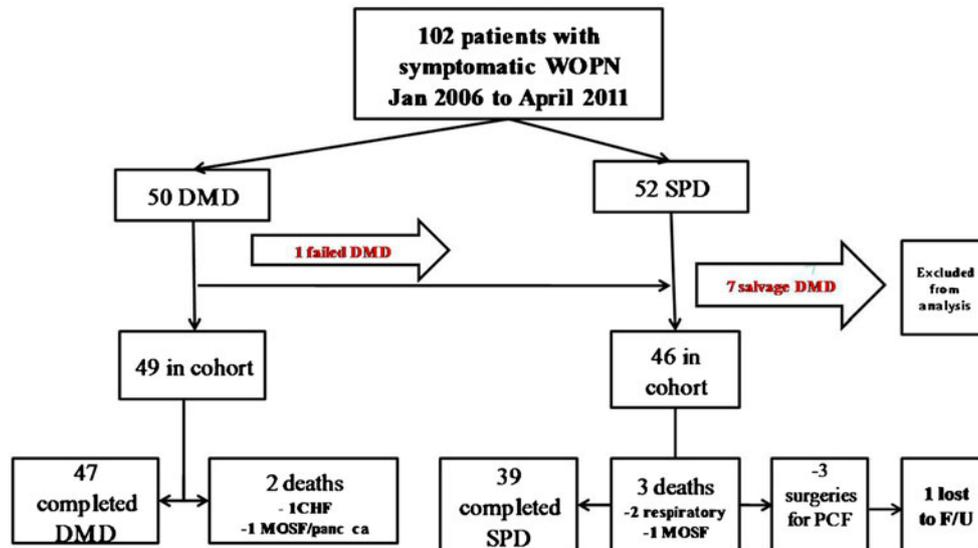 102 patients with
symptomatic WOPN
Jan 2006 to April 2011
50 DMD
52 SPD
1 failed DMD
7 salvage DMD
Excluded
from
analysis
49 in cohort
46 in
cohort
47
completed
DMD
2 deaths
- 1CHF
-1 MOSF/panc ca
39
completed
SPD
3 deaths
-2 respiratory
-1 MOSF
-3
surgeries
for PCF
1 lost
to F/U